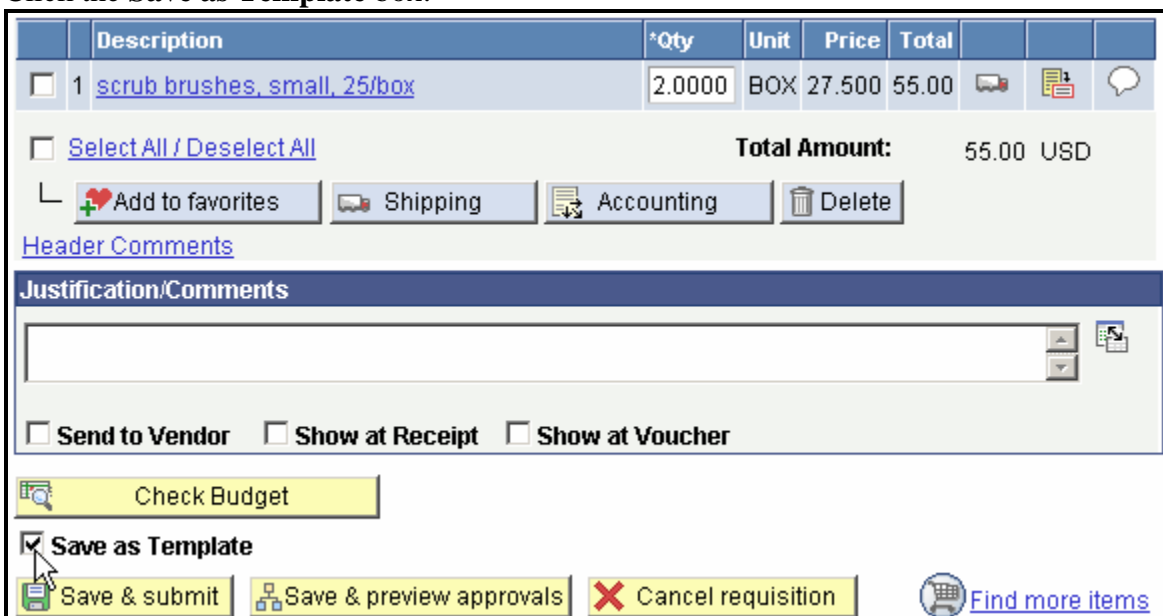 Click the Save as Template box.
Description *Qty Unit Price Total
1 scrub brushes, small, 25/box 2.0000 BOX 27.500 55.00
Select All / Deselect All Total Amount: 55.00 USD
Add to favorites Shipping Accounting Delete
Header Comments
Justification/Comments
Send to Vendor Show at Receipt Show at Voucher
Check Budget
Save as Template
Save & submit Save & preview approvals Cancel requisition Find more items